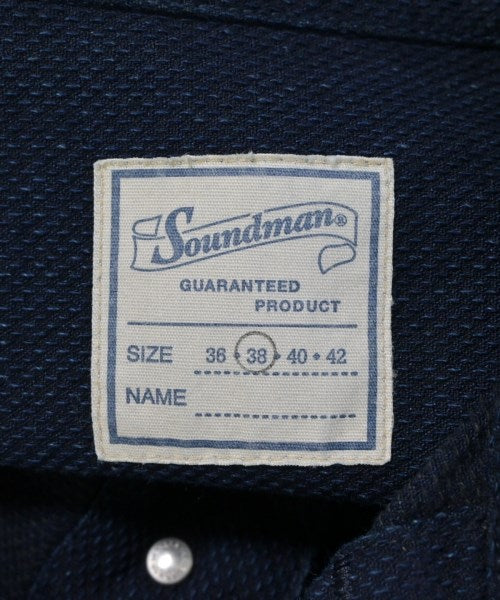 Soundman®
GUARANTEED
PRODUCT
SIZE 36 • 38 • 40 • 42
NAME